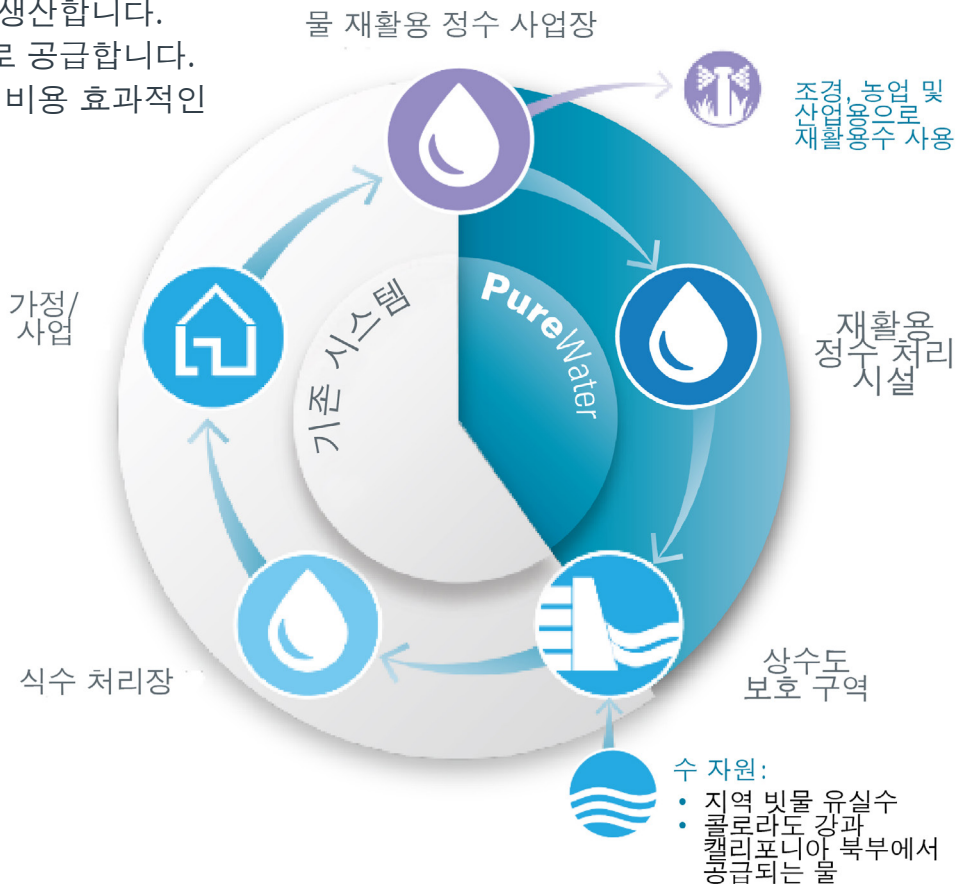 생산합니다.
로 공급합니다.
비용 효과적인
물 재활용 정수 사업장
조경, 농업 및
산업용으로
재활용수 사용
가정/
사업
기존 시스템
PureWater
재활용
정수 처리
시설
식수 처리장
상수도
보호 구역
수 자원:
• 지역 빗물 유실수
• 콜로라도 강과
캘리포니아 북부에서
공급되는 물